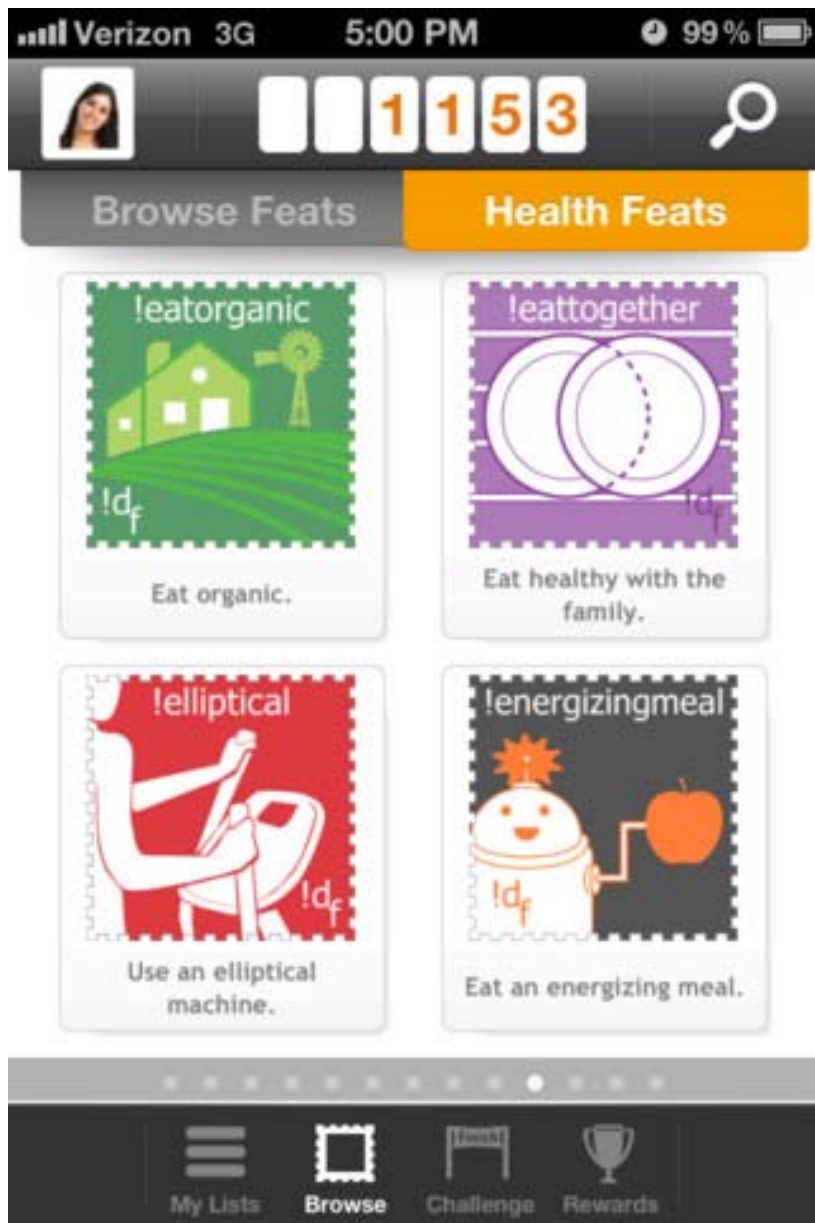 Verizon 3G 5:00 PM 99%
1153
Browse Feats Health Feats
!eatorganic
!df
Eat organic.
!eattogether
!df
Eat healthy with the
family.
!elliptical
!df
Use an elliptical
machine.
!energizingmeal
!df
Eat an energizing meal.
My Lists Browse Challenge Rewards